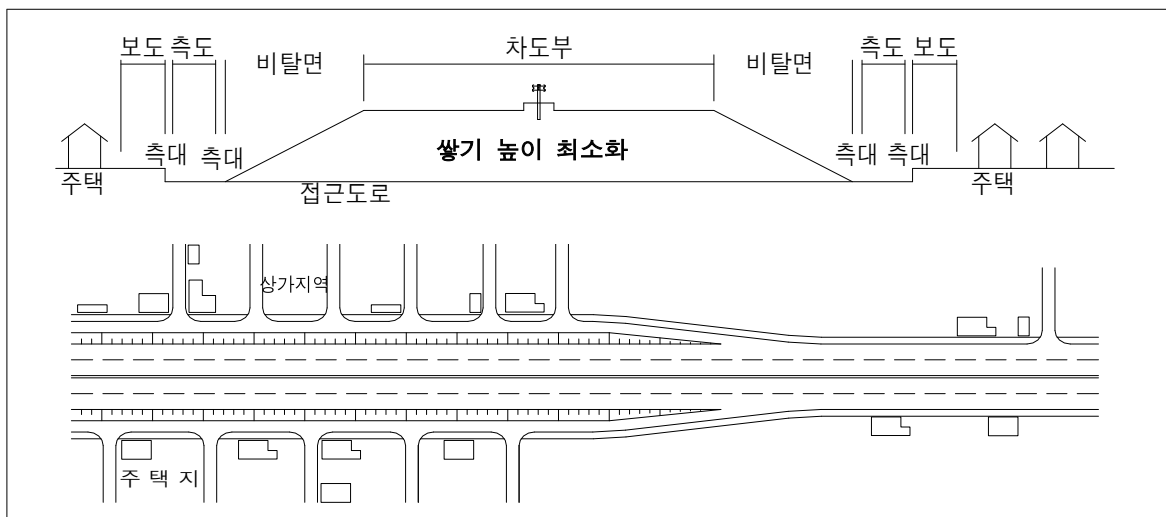 보도 측도 비탈면 차도부 비탈면 측도 보도
쌓기 높이 최소화
측대 측대 측대 측대
주택 접근도로 주택
상가지역
주 택 지